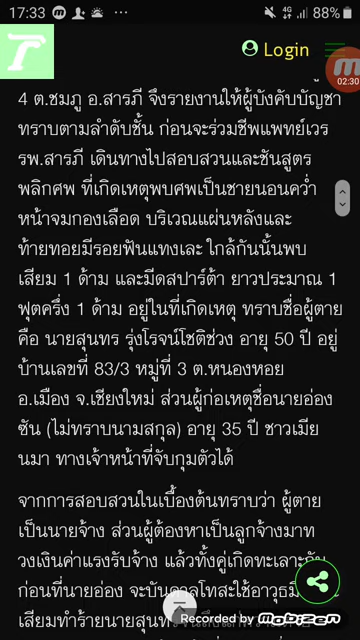 17:33
88%
T
Login
02:30
4 ต.ชมภู อ.สารภี จึงรายงานให้ผู้บังคับบัญชา
ทราบตามลำดับชั้น ก่อนจะร่วมชีพแพทย์เวร
รพ.สารภี เดินทางไปสอบสวนและชันสูตร
พลิกศพ ที่เกิดเหตุพบศพเป็นชายนอนคว่ำ
หน้าจมกองเลือด บริเวณแผ่นหลังและ
ท้ายทอยมีรอยฟันแทงเละ ใกล้กันนั้นพบ
เสียม 1 ด้าม และมีดสปาร์ต้า ยาวประมาณ 1
ฟุตครึ่ง 1 ด้าม อยู่ในที่เกิดเหตุ ทราบชื่อผู้ตาย
คือ นายสุนทร รุ่งโรจน์โชติช่วง อายุ 50 ปี อยู่
บ้านเลขที่ 83/3 หมู่ที่ 3 ต.หนองหอย
อ.เมือง จ.เชียงใหม่ ส่วนผู้ก่อเหตุชื่อนายอ่อง
ซัน (ไม่ทราบนามสกุล) อายุ 35 ปี ชาวเมีย
นมา ทางเจ้าหน้าที่จับกุมตัวได้
จากการสอบสวนในเบื้องต้นทราบว่า ผู้ตาย
เป็นนายจ้าง ส่วนผู้ต้องหาเป็นลูกจ้างมาท
วงเงินค่าแรงรับจ้าง แล้วทั้งคู่เกิดทะเลาะกัน
ก่อนที่นายอ่อง จะบันดาลโทสะใช้อาวุธมี
เสียมทำร้ายนายสุนทร
Recorded by mobizen